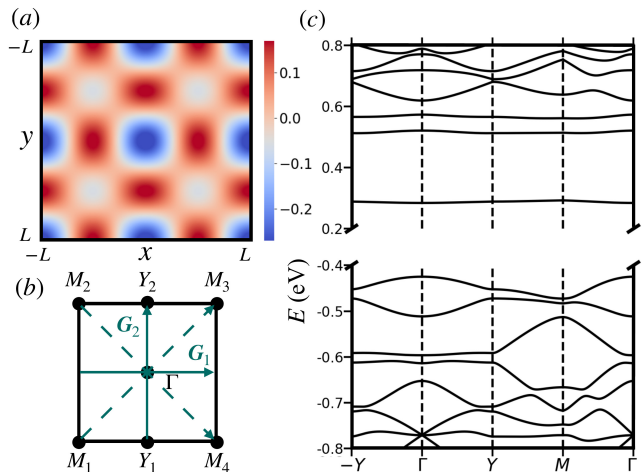 (a)
−L
y
L
−L
x
L
0.1
0.0
−0.1
−0.2
(b)
M₂
Y₂
M₃
G₂
G₁
Γ
M₁
Y₁
M₄
(c)
E (eV)
0.8
0.6
0.4
0.2
-0.4
-0.5
-0.6
-0.7
-0.8
−Y
Γ
Y
M
Γ